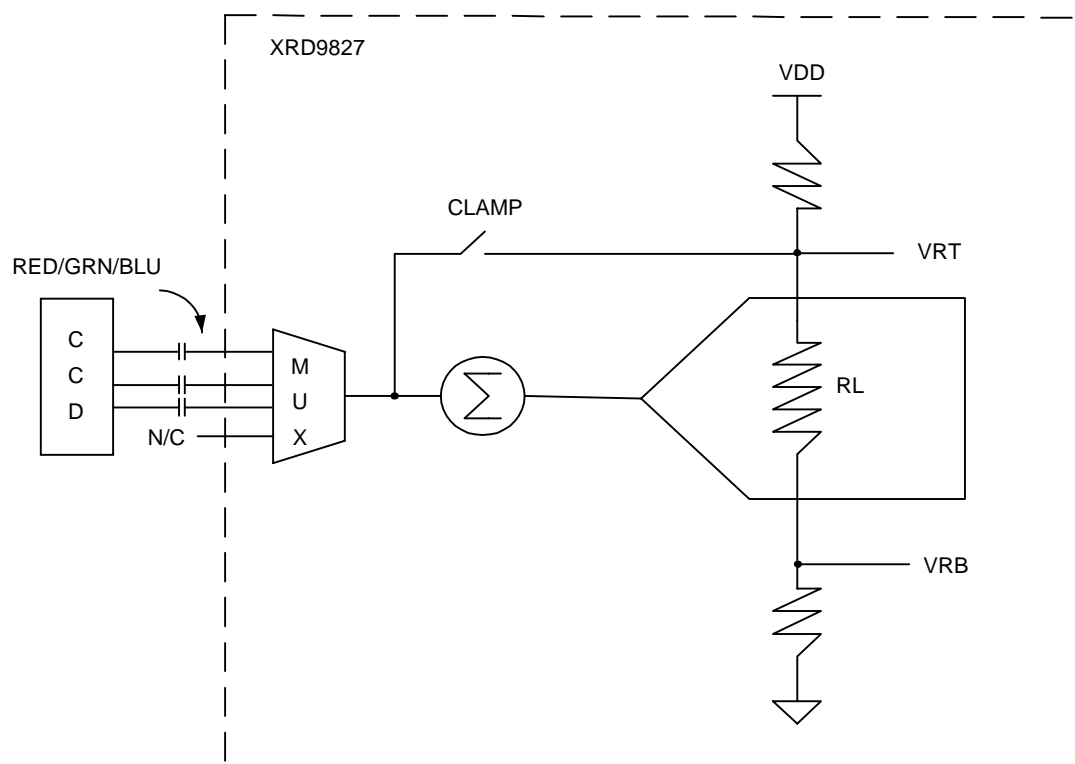 XRD9827
VDD
CLAMP
VRT
RED/GRN/BLU
C
C
D
M
U
X
N/C
Σ
RL
VRB